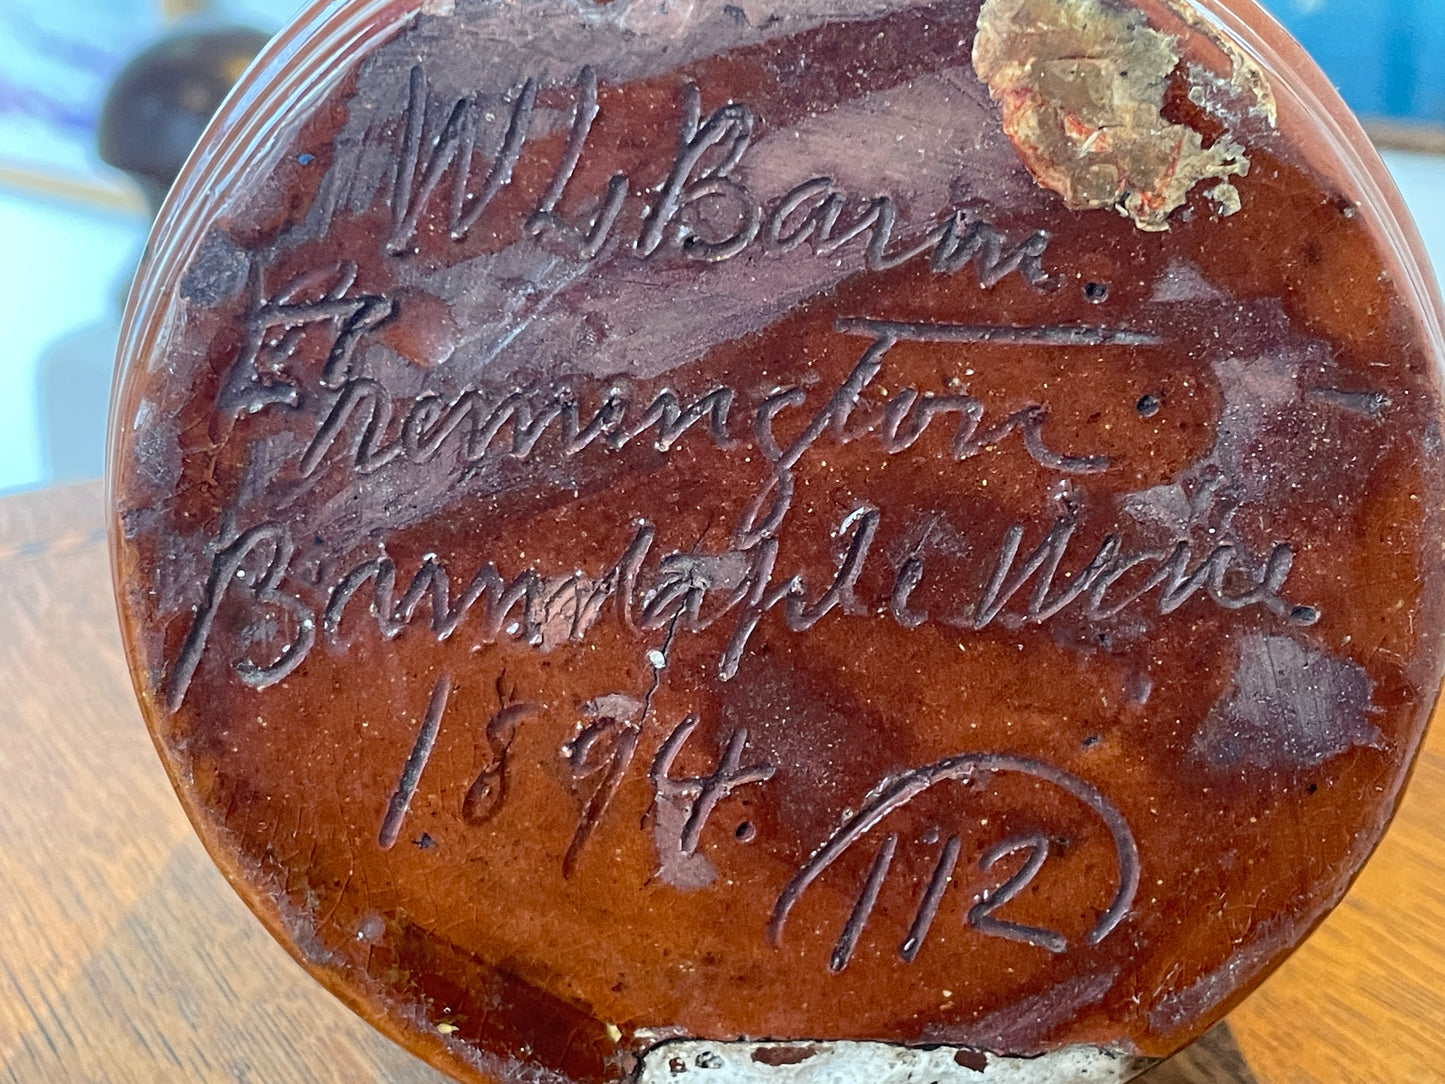 W L Baron.
Fremington.
Barnstaple Ware.
1894.
112